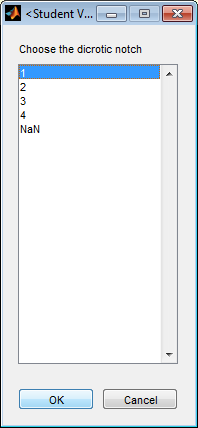 <Student V...
Choose the dicrotic notch
1
2
3
4
NaN
OK
Cancel